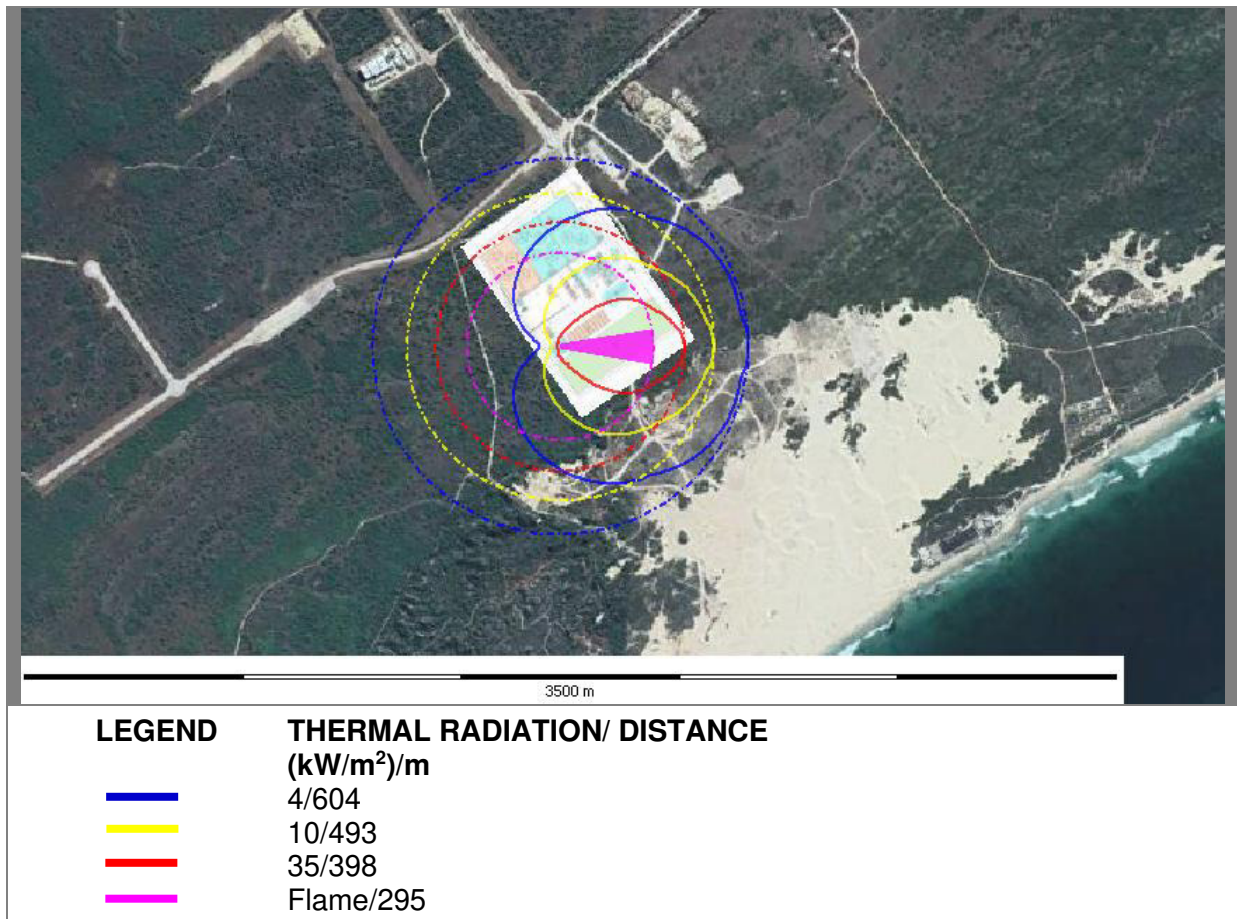 3500 m
LEGEND THERMAL RADIATION/ DISTANCE
(kW/m²)/m
4/604
10/493
35/398
Flame/295